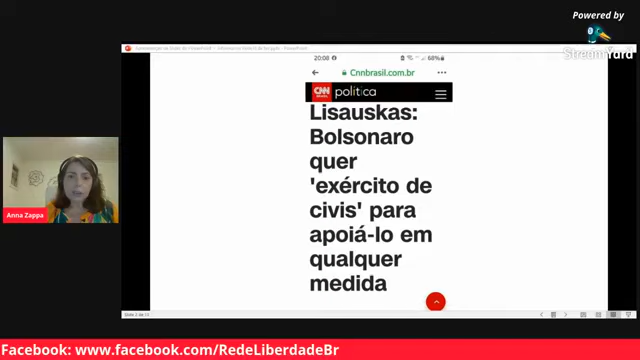 Powered by
StreamYard
20:08
68%
Cnnbrasil.com.br
CNN BRASIL política
Lisauskas:
Bolsonaro
quer
'exército de
civis' para
apoiá-lo em
qualquer
medida
Anna Zappa
Facebook: www.facebook.com/RedeLiberdadeBr